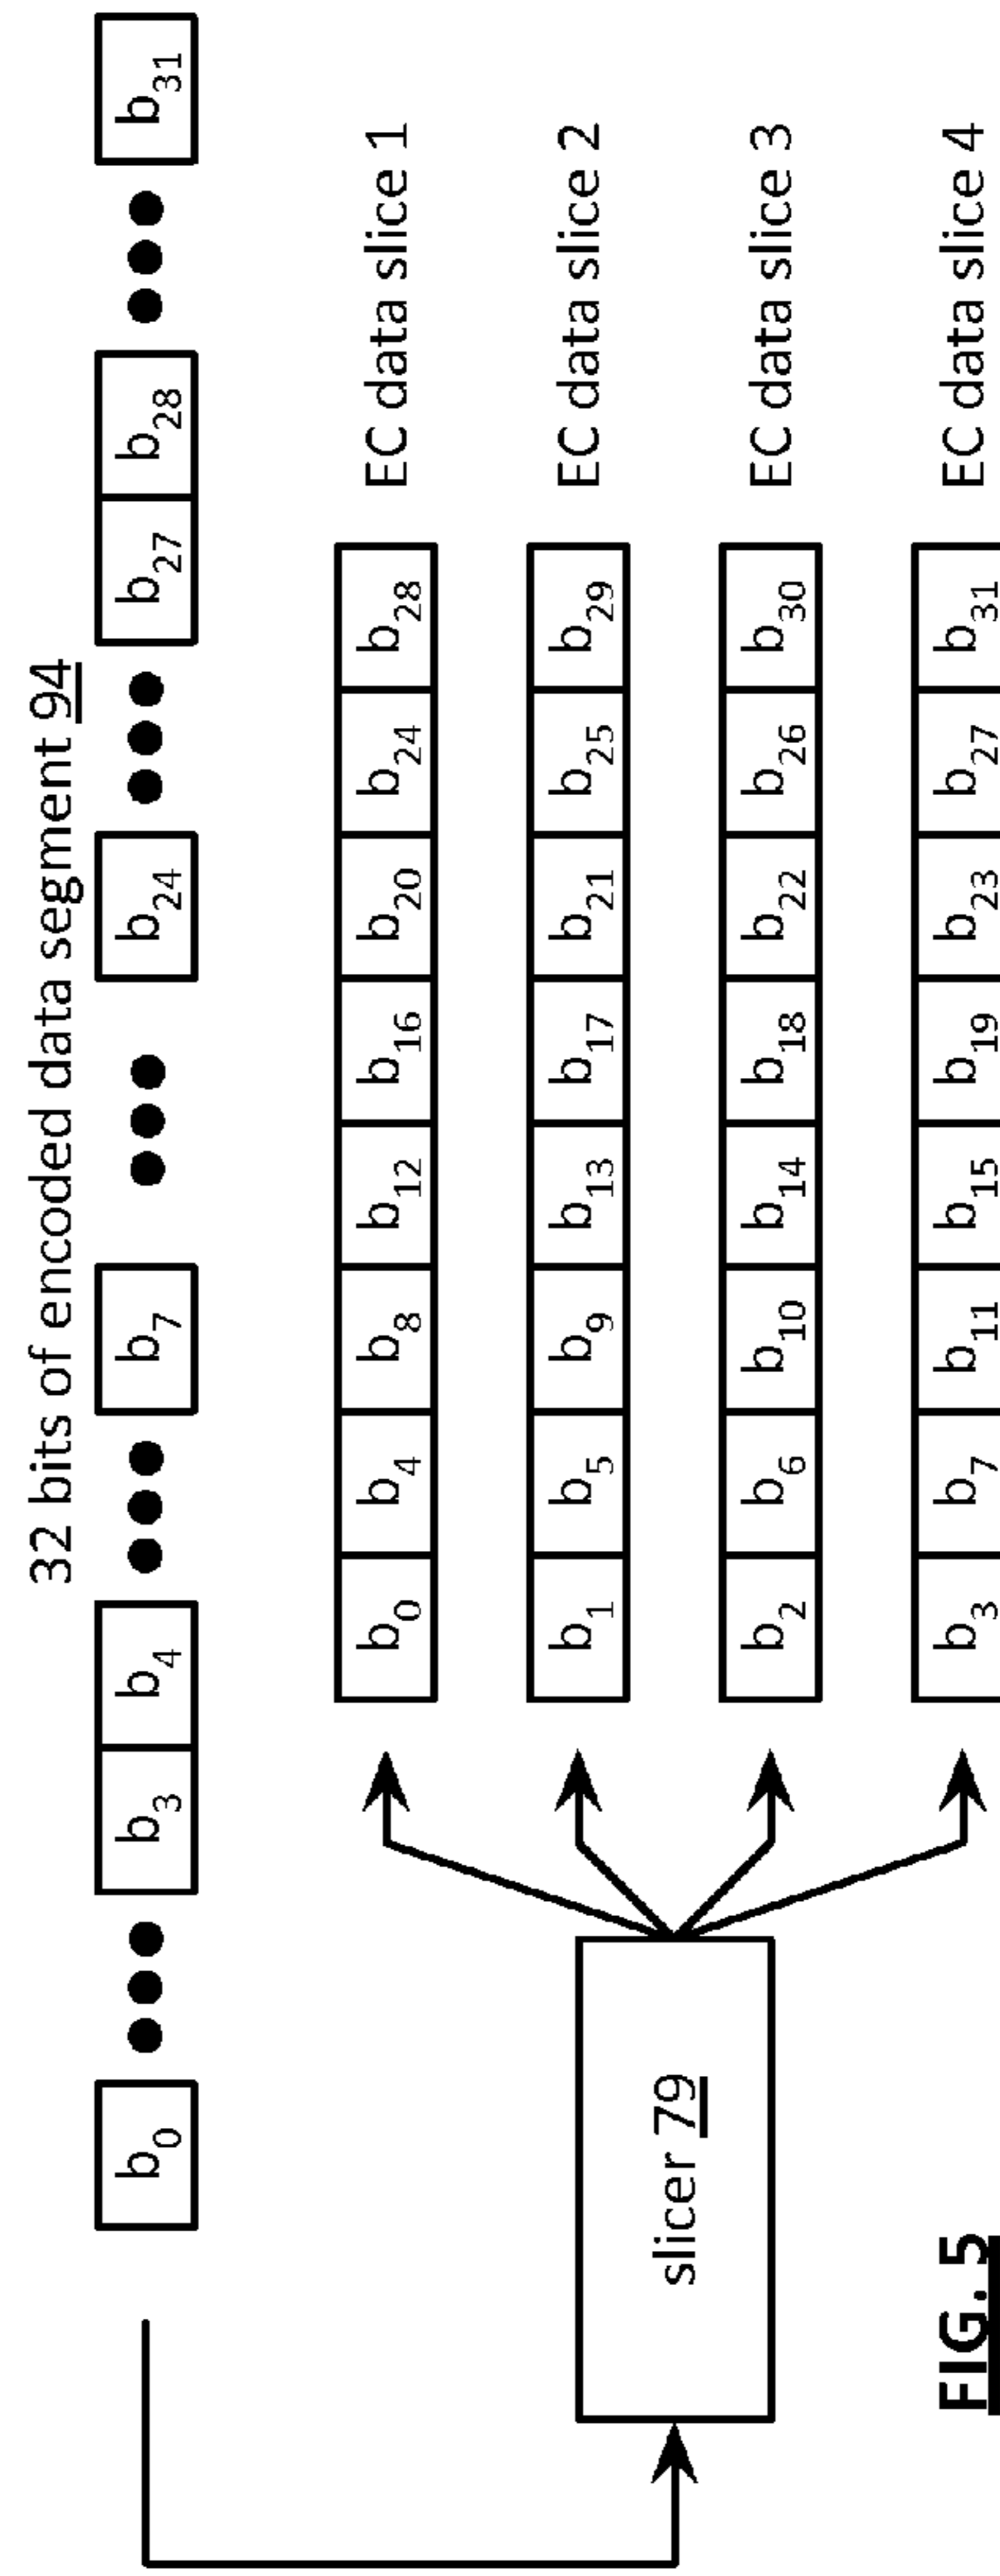 32 bits of encoded data segment 94
b0 ••• b3 b4 ••• b7 ••• b24 ••• b27 b28 ••• b31
b0 b4 b8 b12 b16 b20 b24 b28 EC data slice 1
b1 b5 b9 b13 b17 b21 b25 b29 EC data slice 2
slicer 79
b2 b6 b10 b14 b18 b22 b26 b30 EC data slice 3
b3 b7 b11 b15 b19 b23 b27 b31 EC data slice 4
FIG. 5